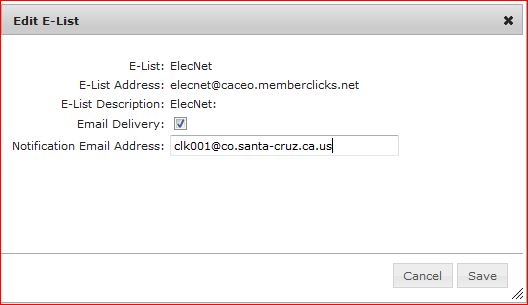 Edit E-List
E-List: ElecNet
E-List Address: elecnet@caceo.memberclicks.net
E-List Description: ElecNet:
Email Delivery:
Notification Email Address: clk001@co.santa-cruz.ca.us
Cancel Save